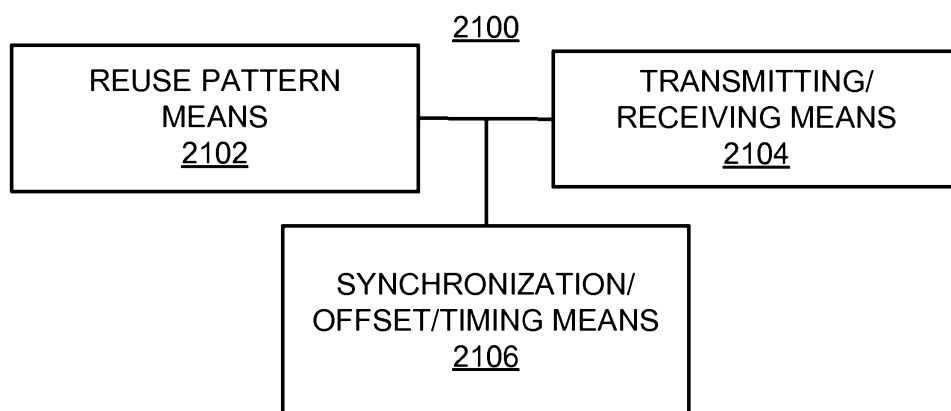 2100
REUSE PATTERN
MEANS
2102
TRANSMITTING/
RECEIVING MEANS
2104
SYNCHRONIZATION/
OFFSET/TIMING MEANS
2106